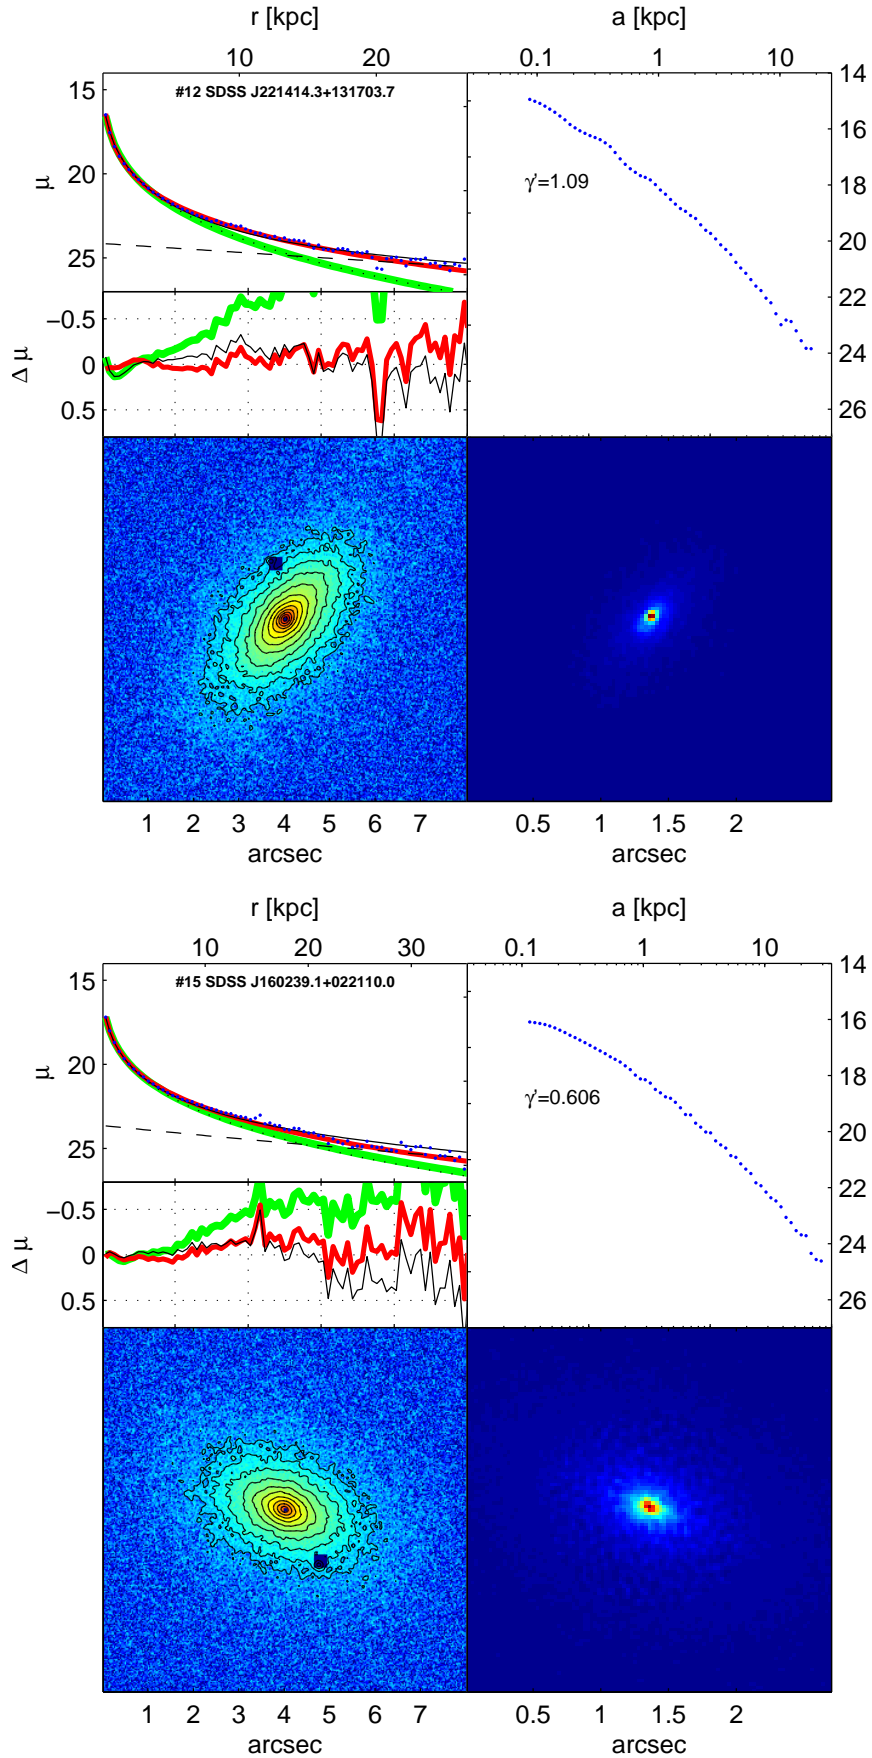 r [kpc]
a [kpc]
10 20
0.1 1 10
#12 SDSS J221414.3+131703.7
μ
15
20
25
γ'=1.09
14
16
18
20
22
24
26
Δ μ
−0.5
0
0.5
1 2 3 4 5 6 7
arcsec
0.5 1 1.5 2
arcsec
r [kpc]
a [kpc]
10 20 30
0.1 1 10
#15 SDSS J160239.1+022110.0
μ
15
20
25
γ'=0.606
14
16
18
20
22
24
26
Δ μ
−0.5
0
0.5
1 2 3 4 5 6 7
arcsec
0.5 1 1.5 2
arcsec